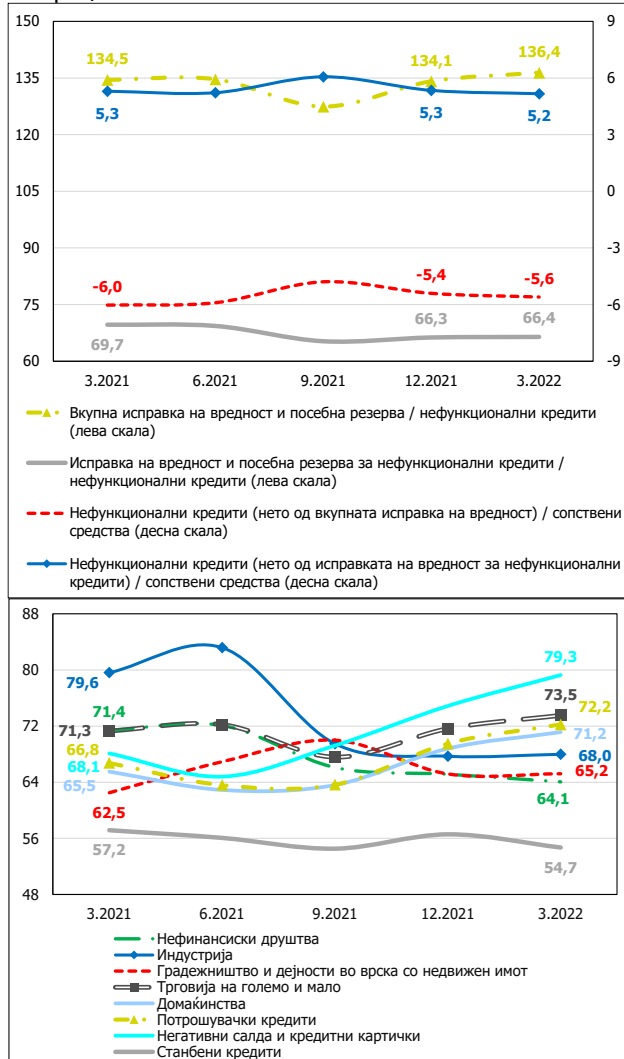 150
135
120
105
90
75
60
9
6
3
0
-3
-6
-9
134,5
134,1
136,4
5,3
5,3
5,2
-6,0
-5,4
-5,6
69,7
66,3
66,4
3.2021 6.2021 9.2021 12.2021 3.2022
Вкупна исправка на вредност и посебна резерва / нефункционални кредити
(лева скала)
Исправка на вредност и посебна резерва за нефункционални кредити /
нефункционални кредити (лева скала)
Нефункционални кредити (нето од вкупната исправка на вредност) / сопствени
средства (десна скала)
Нефункционални кредити (нето од исправката на вредност за нефункционални
кредити) / сопствени средства (десна скала)
88
80
72
64
56
48
79,6
71,4
71,3
66,8
68,1
65,5
62,5
57,2
79,3
73,5
72,2
71,2
68,0
65,2
64,1
54,7
3.2021 6.2021 9.2021 12.2021 3.2022
Нефинансиски друштва
Индустрија
Градежништво и дејности во врска со недвижен имот
Трговија на големо и мало
Домаќинства
Потрошувачки кредити
Негативни салда и кредитни картички
Станбени кредити